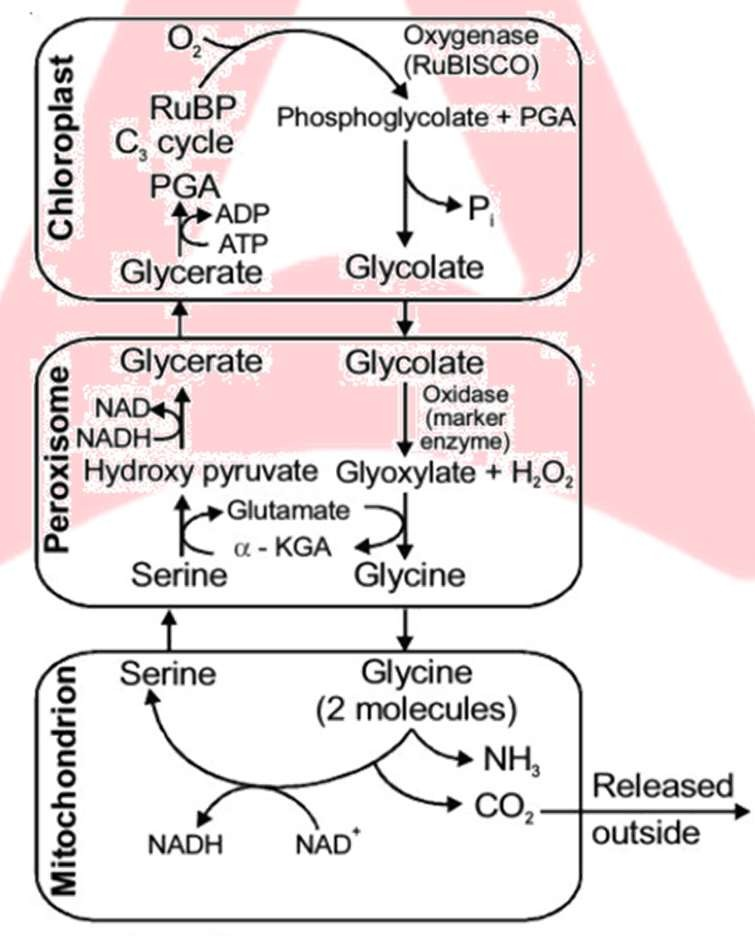 Chloroplast
O₂
Oxygenase
(RuBISCO)
RuBP
Phosphoglycolate + PGA
C₃ cycle
PGA
ADP
Pᵢ
ATP
Glycerate
Glycolate
Peroxisome
Glycerate
Glycolate
NAD
Oxidase
(marker
enzyme)
NADH
Hydroxy pyruvate
Glyoxylate + H₂O₂
Glutamate
α - KGA
Serine
Glycine
Mitochondrion
Serine
Glycine
(2 molecules)
NH₃
CO₂
Released
outside
NADH
NAD⁺